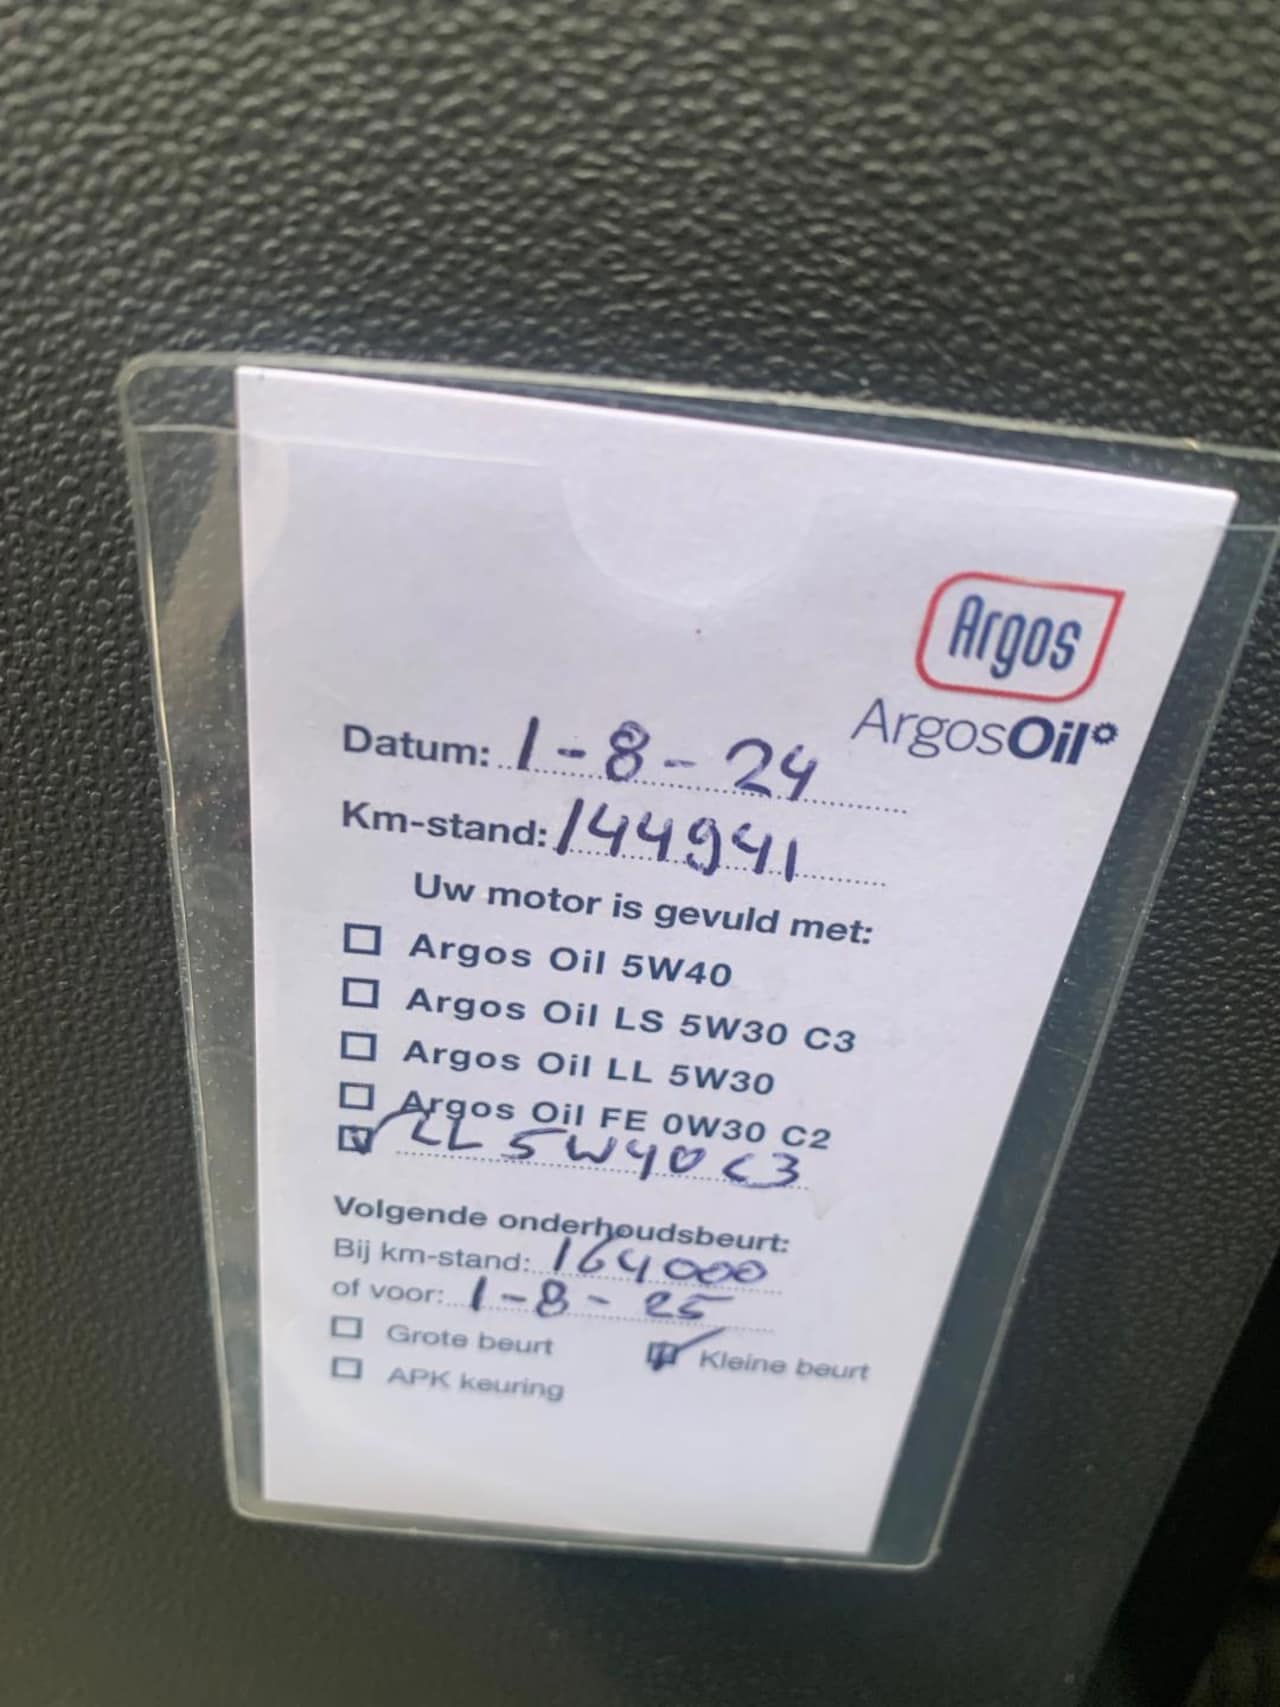 Argos
ArgosOil
Datum: 1-8-24
Km-stand: 144941
Uw motor is gevuld met:
Argos Oil 5W40
Argos Oil LS 5W30 C3
Argos Oil LL 5W30
Argos Oil FE 0W30 C2
LL 5W40 C3
Volgende onderhoudsbeurt:
Bij km-stand: 164000
of voor: 1-8-25
Grote beurt Kleine beurt
APK keuring